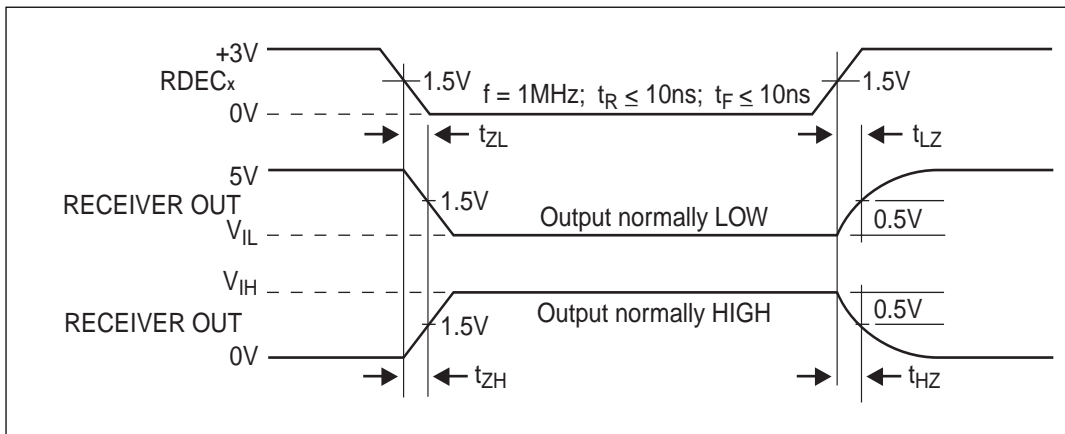 +3V
RDECx
0V
1.5V
f = 1MHz; tR ≤ 10ns; tF ≤ 10ns
1.5V
tZL
tLZ
5V
RECEIVER OUT
VIL
1.5V
Output normally LOW
0.5V
VIH
RECEIVER OUT
0V
1.5V
Output normally HIGH
0.5V
tZH
tHZ